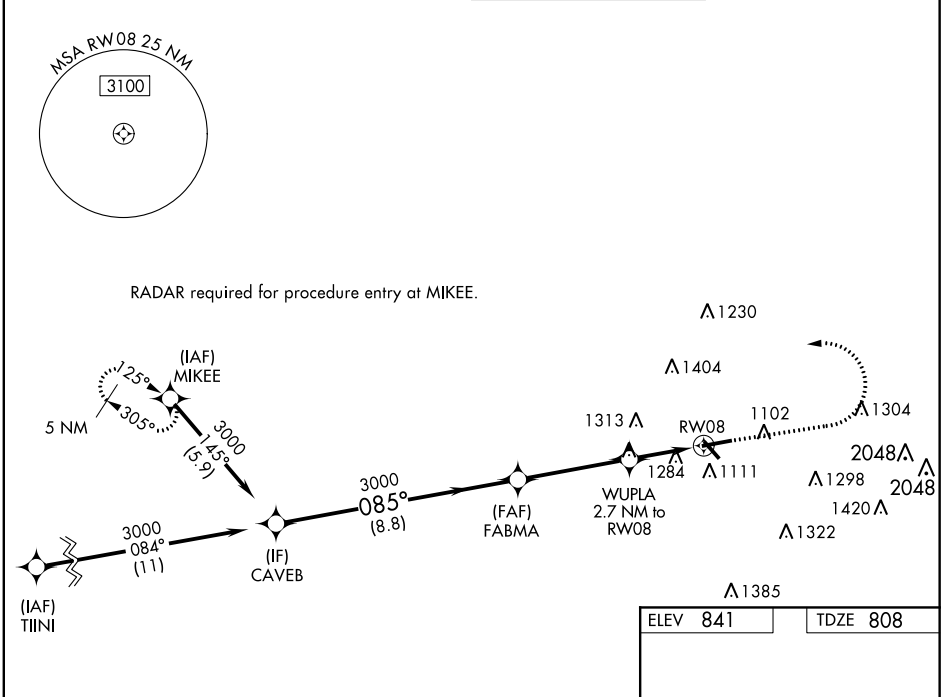 MSA RW08 25 NM
3100
RADAR required for procedure entry at MIKEE.
1230
(IAF)
MIKEE
125°
305°
5 NM
3000
145°
(5.9)
1404
1313
RW08
1102
1304
1284
1111
2048
2048
1298
1420
1322
WUPLA
2.7 NM to
RW08
3000
085°
(8.8)
(FAF)
FABMA
3000
084°
(11)
(IF)
CAVEB
(IAF)
TIINI
1385
ELEV 841
TDZE 808